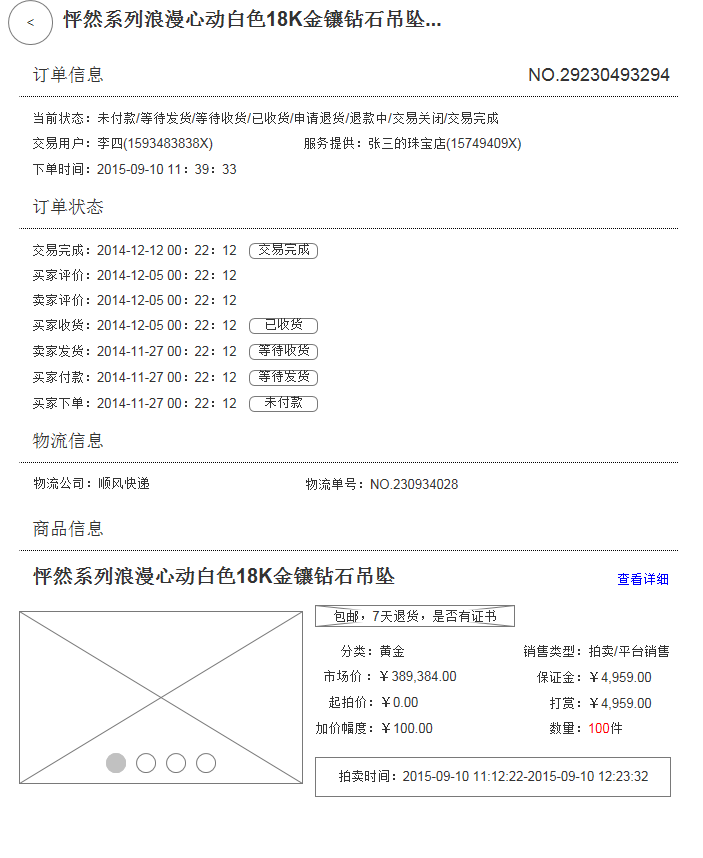 < 怦然系列浪漫心动白色18K金镶钻石吊坠...
订单信息 NO.29230493294
当前状态：未付款/等待发货/等待收货/已收货/申请退货/退款中/交易关闭/交易完成
交易用户：李四(1593483838X) 服务提供：张三的珠宝店(15749409X)
下单时间：2015-09-10 11：39：33
订单状态
交易完成：2014-12-12 00：22：12 交易完成
买家评价：2014-12-05 00：22：12
卖家评价：2014-12-05 00：22：12
买家收货：2014-12-05 00：22：12 已收货
卖家发货：2014-11-27 00：22：12 等待收货
买家付款：2014-11-27 00：22：12 等待发货
买家下单：2014-11-27 00：22：12 未付款
物流信息
物流公司：顺风快递 物流单号：NO.230934028
商品信息
怦然系列浪漫心动白色18K金镶钻石吊坠 查看详细
包邮，7天退货，是否有证书
分类：黄金 销售类型：拍卖/平台销售
市场价：￥389,384.00 保证金：￥4,959.00
起拍价：￥0.00 打赏：￥4,959.00
加价幅度：￥100.00 数量：100件
拍卖时间：2015-09-10 11:12:22-2015-09-10 12:23:32